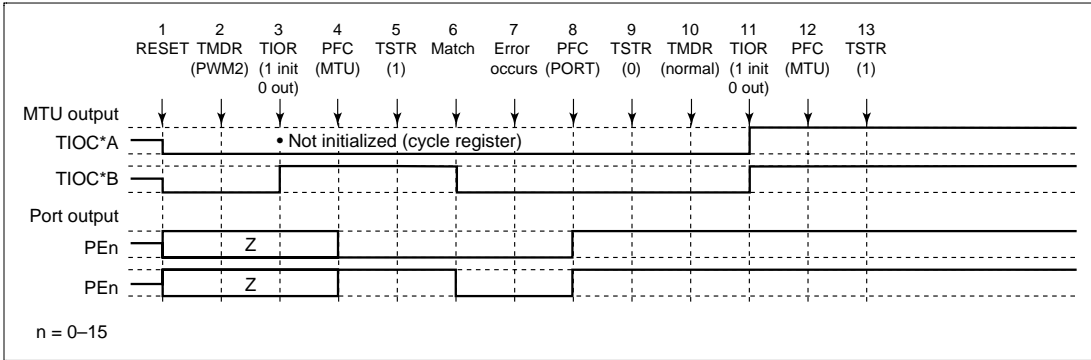 1 2 3 4 5 6 7 8 9 10 11 12 13
RESET TMDR TIOR PFC TSTR Match Error PFC TSTR TMDR TIOR PFC TSTR
(PWM2) (1 init (MTU) (1) occurs (PORT) (0) (normal) (1 init (MTU) (1)
0 out) 0 out)
MTU output
TIOC*A • Not initialized (cycle register)
TIOC*B
Port output
PEn Z
PEn Z
n = 0–15